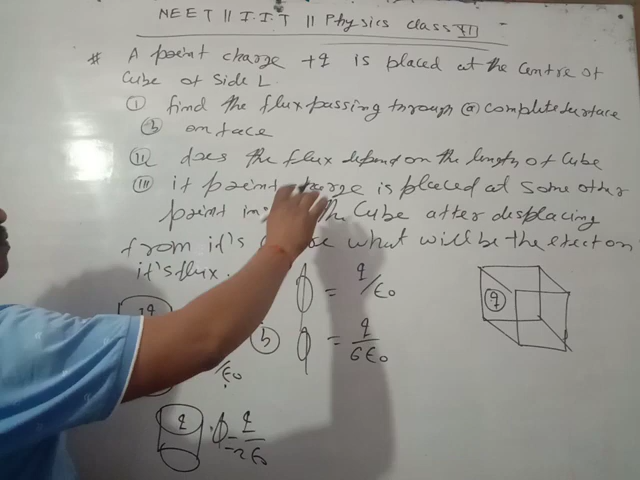 NEET || I.I.T || Physics class XII
# A point charge +q is placed at the Centre of
Cube of Side L.
(i) find the flux passing through (a) complete surface
(b) on face
(ii) does the flux depend on the length of Cube
(iii) if point charge is placed at some other
point in the Cube after displacing
from it's what will be the effect on
it's flux.
ϕ = q/ε0
q
(b) ϕ = q/6ε0
/ε0
q ϕ = q/2ε0
q